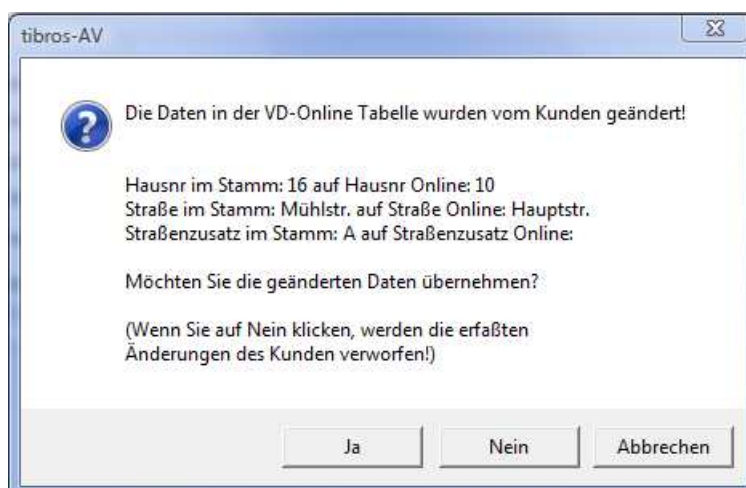 tibros-AV
Die Daten in der VD-Online Tabelle wurden vom Kunden geändert!
Hausnr im Stamm: 16 auf Hausnr Online: 10
Straße im Stamm: Mühlstr. auf Straße Online: Hauptstr.
Straßenzusatz im Stamm: A auf Straßenzusatz Online:
Möchten Sie die geänderten Daten übernehmen?
(Wenn Sie auf Nein klicken, werden die erfaßten
Änderungen des Kunden verworfen!)
Ja Nein Abbrechen